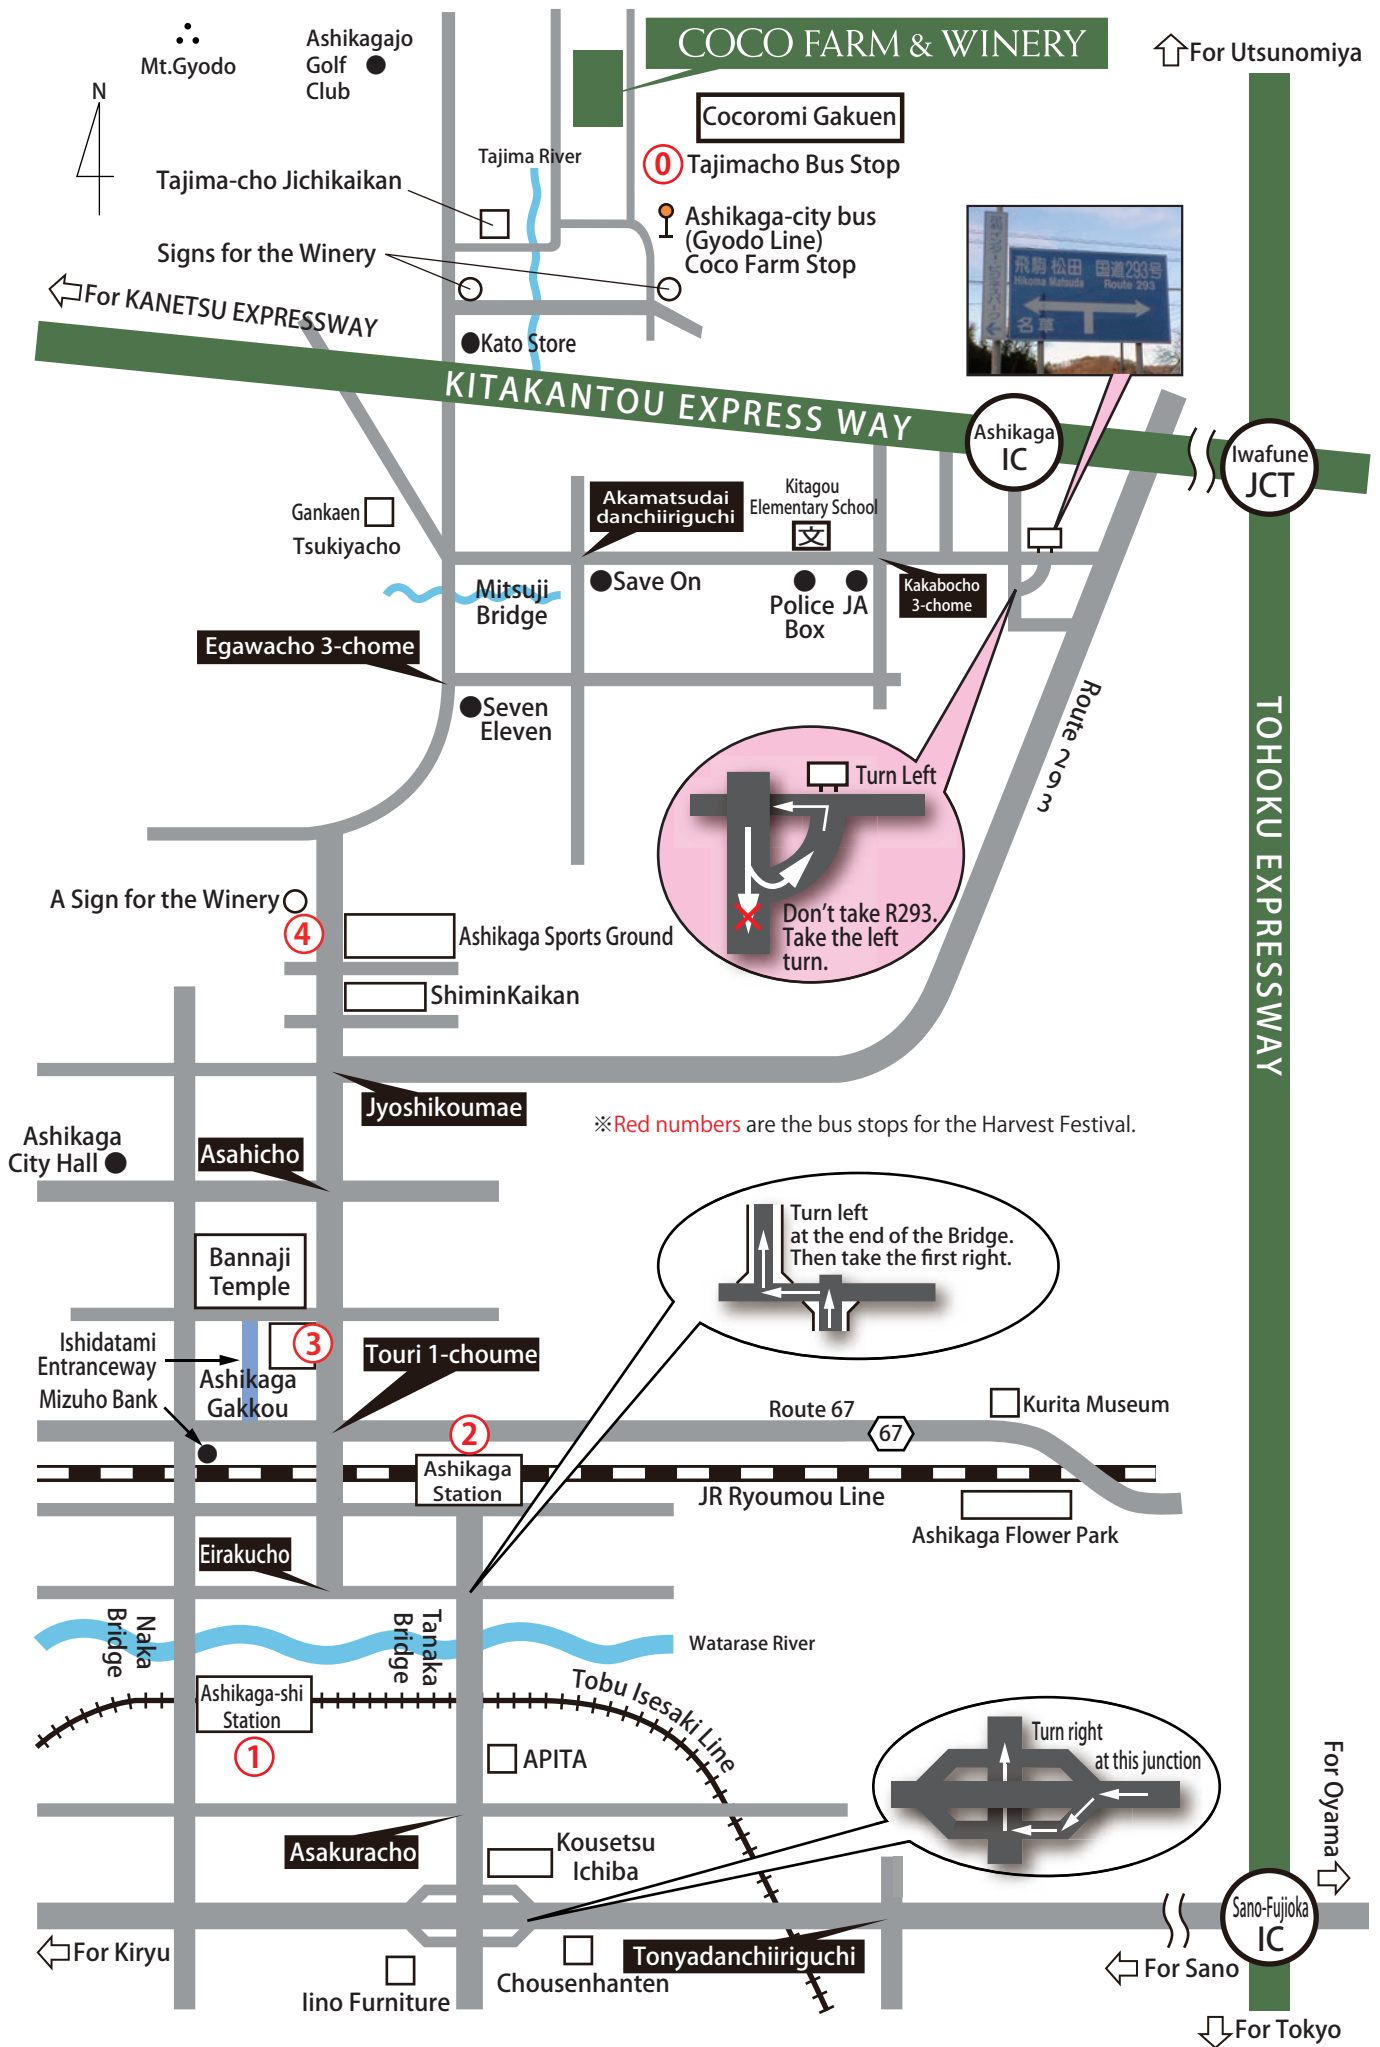 Mt.Gyodo
Ashikagajo
Golf
Club
COCO FARM & WINERY
For Utsunomiya
N
Cocoromi Gakuen
Tajima River
0 Tajimacho Bus Stop
Tajima-cho Jichikaikan
Ashikaga-city bus
(Gyodo Line)
Coco Farm Stop
Signs for the Winery
飛駒 松田 国道293号
Hikoma Matsuda Route 293
名草
For KANETSU EXPRESSWAY
Kato Store
KITAKANTOU EXPRESS WAY
Ashikaga
IC
Iwafune
JCT
Gankaen
Tsukiyacho
Akamatsudai
danchiiriguchi
Kitagou
Elementary School
文
Mitsuji
Bridge
Save On
Police
Box
JA
Kakabocho
3-chome
Egawacho 3-chome
Seven
Eleven
Route 293
TOHOKU EXPRESSWAY
Turn Left
Don't take R293.
Take the left
turn.
A Sign for the Winery
4
Ashikaga Sports Ground
ShiminKaikan
Jyoshikoumae
※Red numbers are the bus stops for the Harvest Festival.
Ashikaga
City Hall
Asahicho
Bannaji
Temple
Turn left
at the end of the Bridge.
Then take the first right.
Ishidatami
Entranceway
3
Touri 1-choume
Ashikaga
Gakkou
Mizuho Bank
2
Route 67
67
Kurita Museum
Ashikaga
Station
JR Ryoumou Line
Ashikaga Flower Park
Eirakucho
Naka
Bridge
Tanaka
Bridge
Watarase River
Ashikaga-shi
Station
1
Tobu Isesaki Line
APITA
Turn right
at this junction
For Oyama
Asakuracho
Kousetsu
Ichiba
Sano-Fujioka
IC
For Kiryu
Iino Furniture
Chousenhanten
Tonyadanchiiriguchi
For Sano
For Tokyo